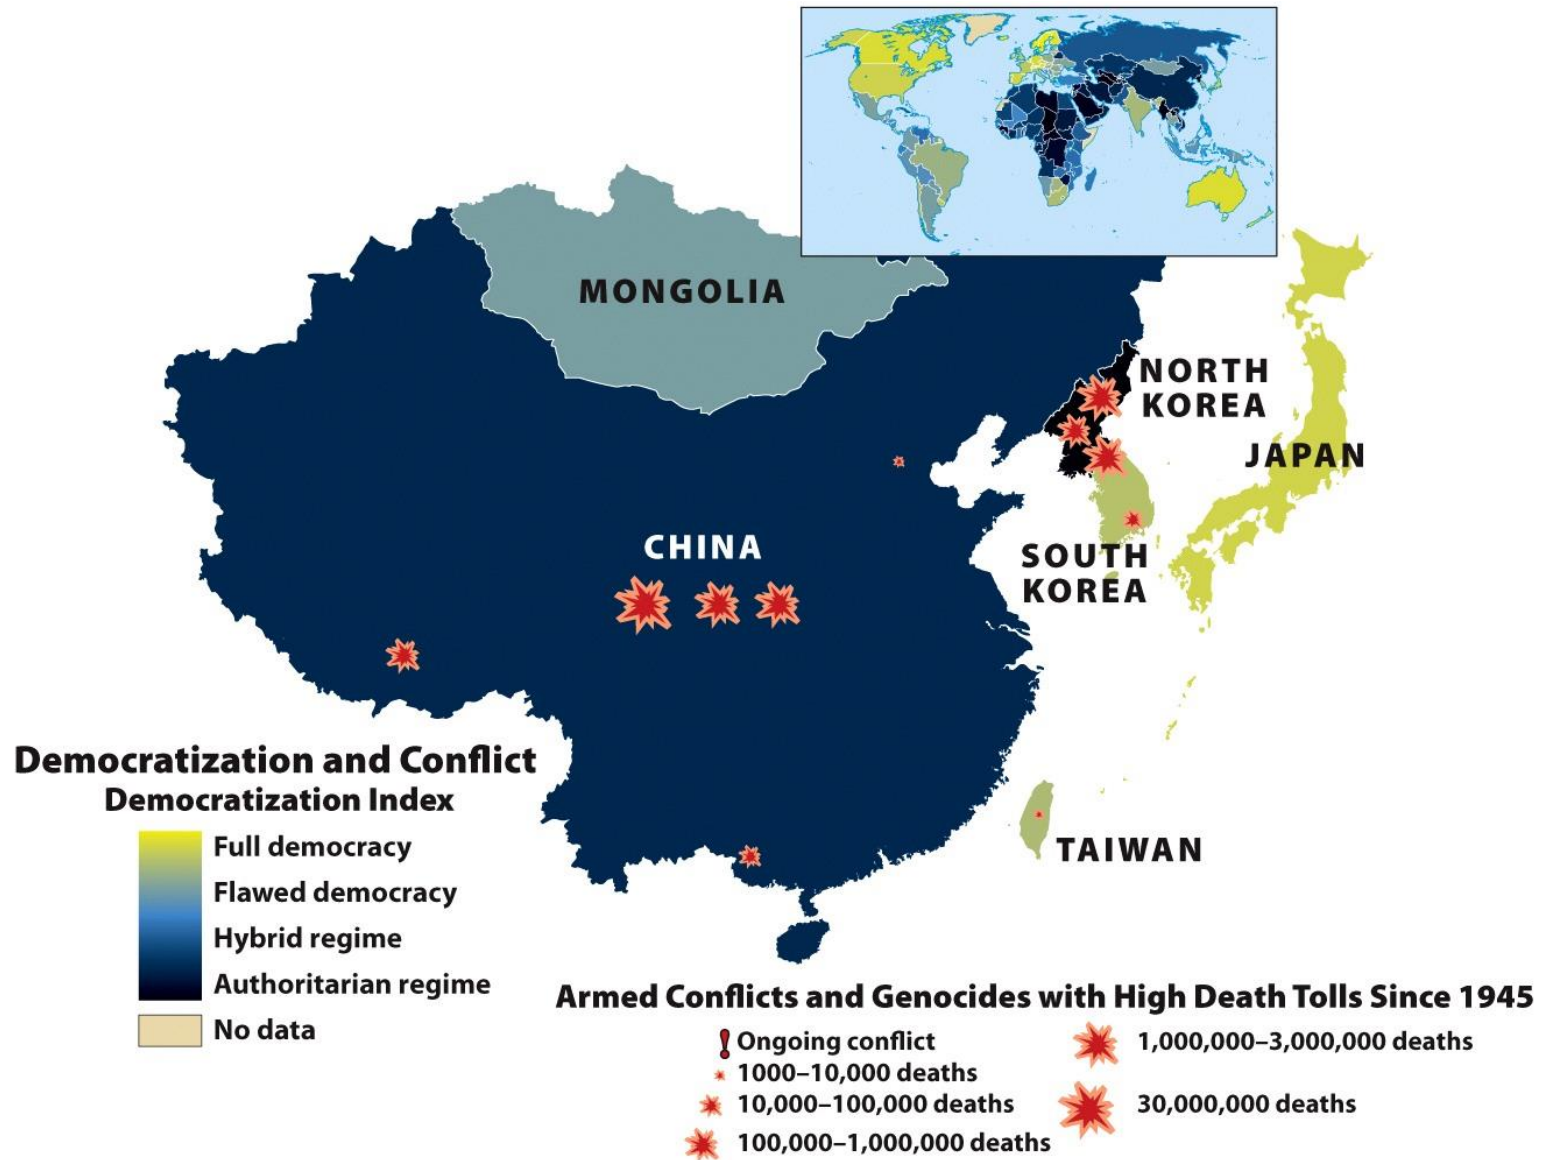 MONGOLIA
NORTH
KOREA
JAPAN
CHINA
SOUTH
KOREA
TAIWAN
Democratization and Conflict
Democratization Index
Full democracy
Flawed democracy
Hybrid regime
Authoritarian regime
No data
Armed Conflicts and Genocides with High Death Tolls Since 1945
Ongoing conflict
1000–10,000 deaths
10,000–100,000 deaths
100,000–1,000,000 deaths
1,000,000–3,000,000 deaths
30,000,000 deaths